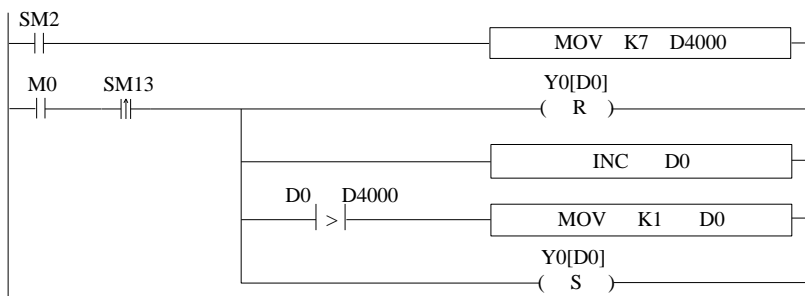 SM2
MOV K7 D4000
M0 SM13
Y0[D0]
( R )
INC D0
D0 D4000
>
MOV K1 D0
Y0[D0]
( S )